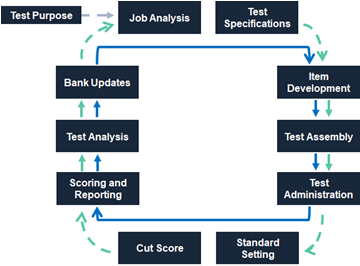 Test Purpose
Job Analysis
Test
Specifications
Bank Updates
Item
Development
Test Analysis
Test Assembly
Scoring and
Reporting
Test
Administration
Cut Score
Standard
Setting